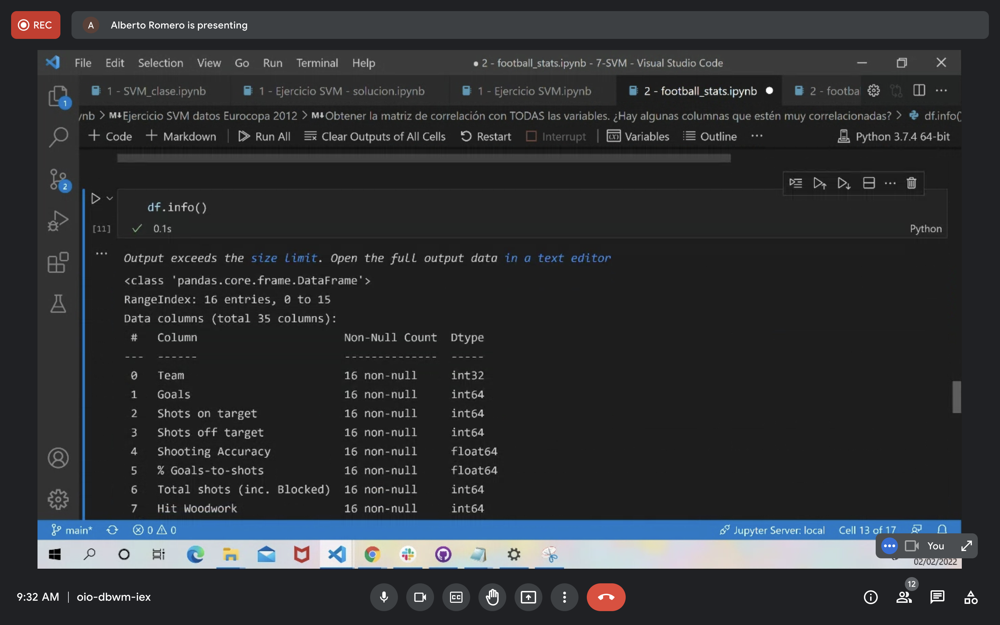 REC
A Alberto Romero is presenting
File Edit Selection View Go Run Terminal Help ● 2 - football_stats.ipynb - 7-SVM - Visual Studio Code
1 - SVM_clase.ipynb 1 - Ejercicio SVM - solucion.ipynb 1 - Ejercicio SVM.ipynb 2 - football_stats.ipynb ● 2 - footba
1
ynb > M↓Ejercicio SVM datos Eurocopa 2012 > M↓Obtener la matriz de correlación con TODAS las variables. ¿Hay algunas columnas que estén muy correlacionadas? > df.info(
+ Code + Markdown Run All Clear Outputs of All Cells Restart Interrupt (x) Variables Outline ... Python 3.7.4 64-bit
2
df.info()
[11] ✓ 0.1s Python
Output exceeds the size limit. Open the full output data in a text editor
<class 'pandas.core.frame.DataFrame'>
RangeIndex: 16 entries, 0 to 15
Data columns (total 35 columns):
# Column Non-Null Count Dtype
--- ------ -------------- -----
0 Team 16 non-null int32
1 Goals 16 non-null int64
2 Shots on target 16 non-null int64
3 Shots off target 16 non-null int64
4 Shooting Accuracy 16 non-null float64
5 % Goals-to-shots 16 non-null float64
6 Total shots (inc. Blocked) 16 non-null int64
7 Hit Woodwork 16 non-null int64
main* 0 0 Jupyter Server: local Cell 13 of 17
You
02/02/2022
12
9:32 AM | oio-dbwm-iex
CC